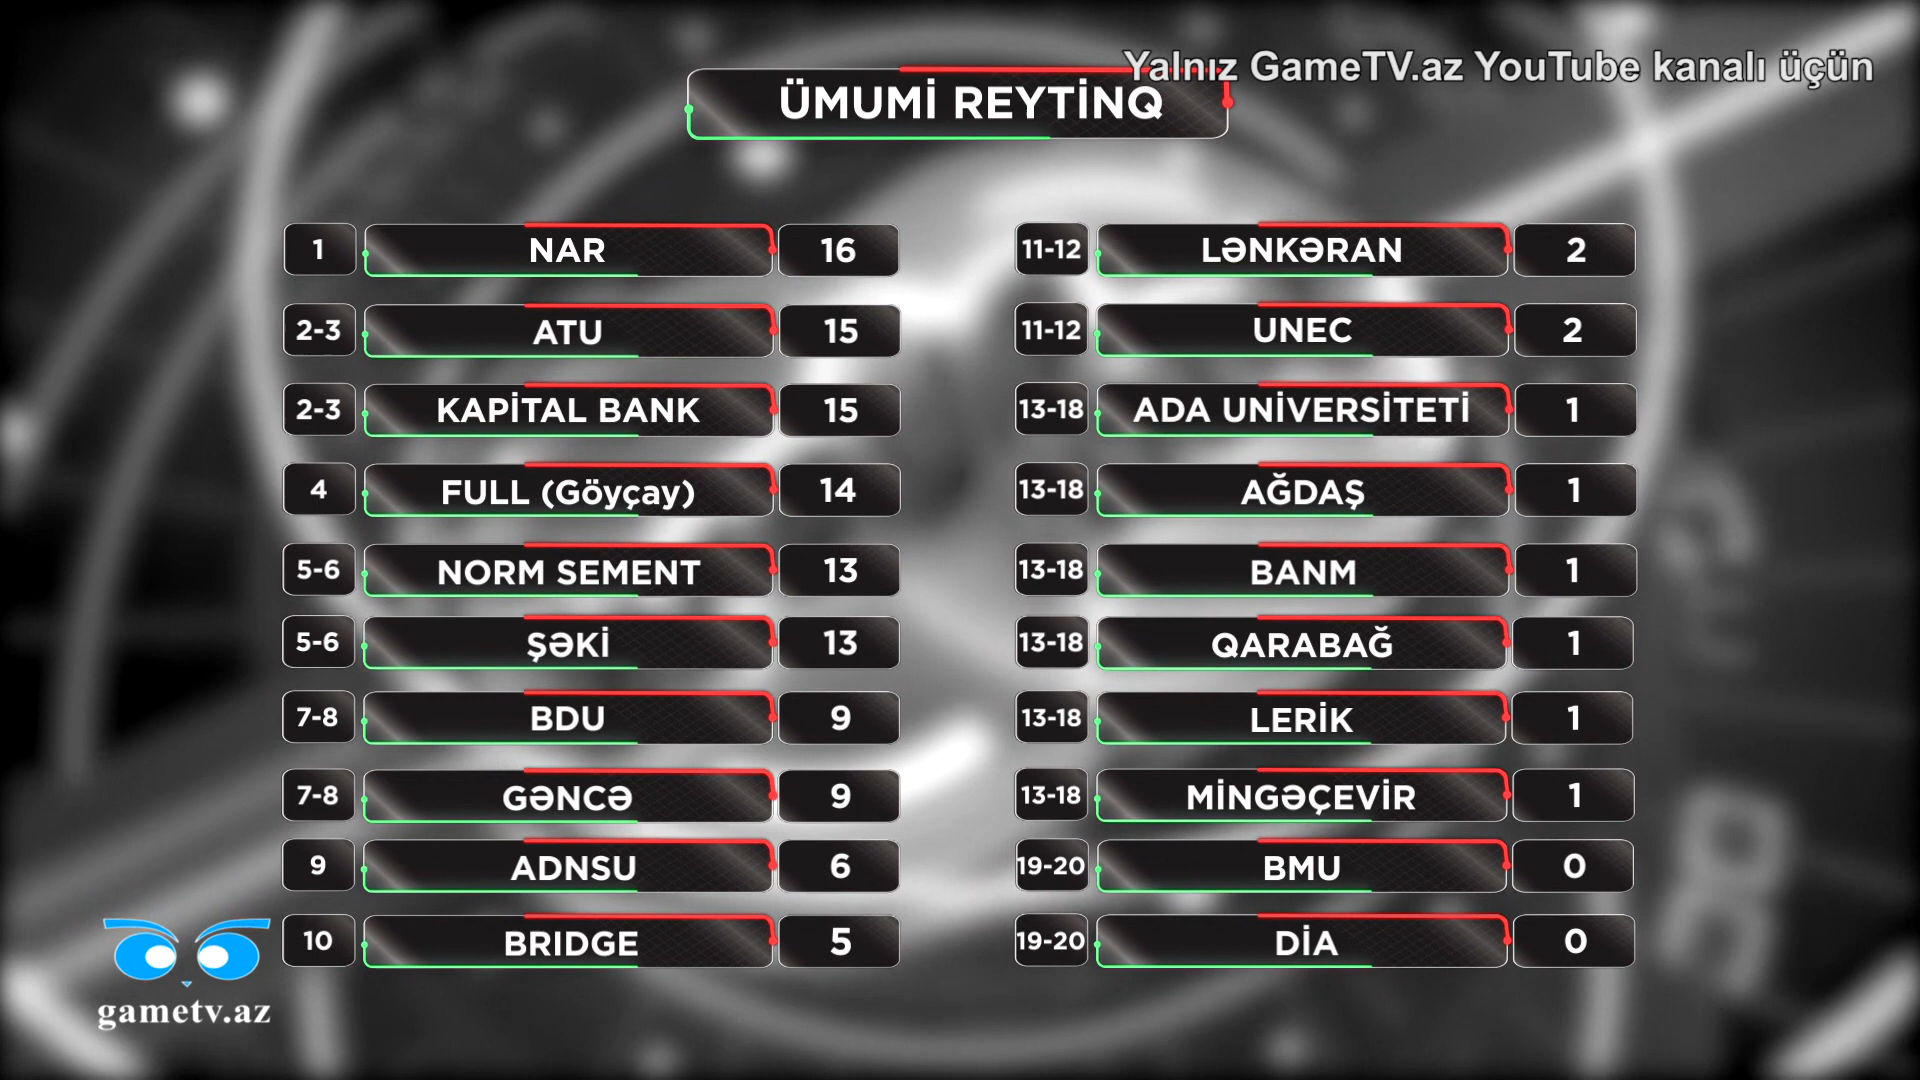 Yalnız GameTV.az YouTube kanalı üçün
ÜMUMİ REYTİNQ
1 NAR 16
2-3 ATU 15
2-3 KAPİTAL BANK 15
4 FULL (Göyçay) 14
5-6 NORM SEMENT 13
5-6 ŞƏKİ 13
7-8 BDU 9
7-8 GƏNCƏ 9
9 ADNSU 6
10 BRIDGE 5
11-12 LƏNKƏRAN 2
11-12 UNEC 2
13-18 ADA UNİVERSİTETİ 1
13-18 AĞDAŞ 1
13-18 BANM 1
13-18 QARABAĞ 1
13-18 LERİK 1
13-18 MİNGƏÇEVİR 1
19-20 BMU 0
19-20 DİA 0
gametv.az